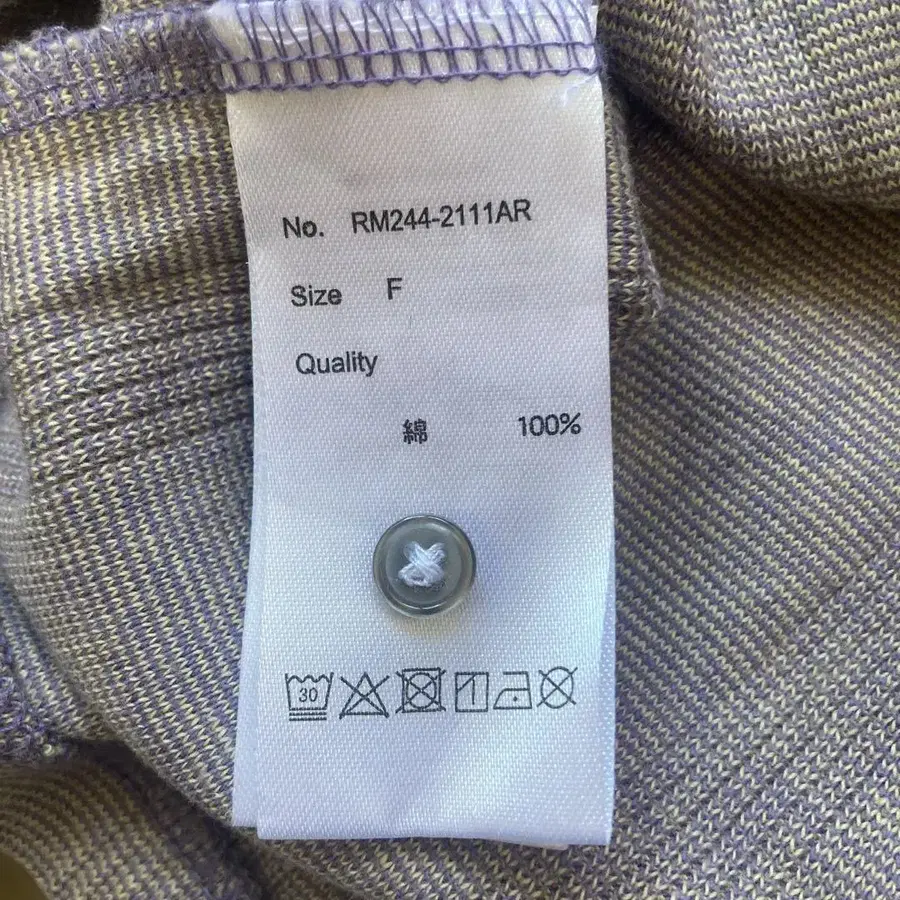 No. RM244-2111AR
Size F
Quality
綿 100%
30